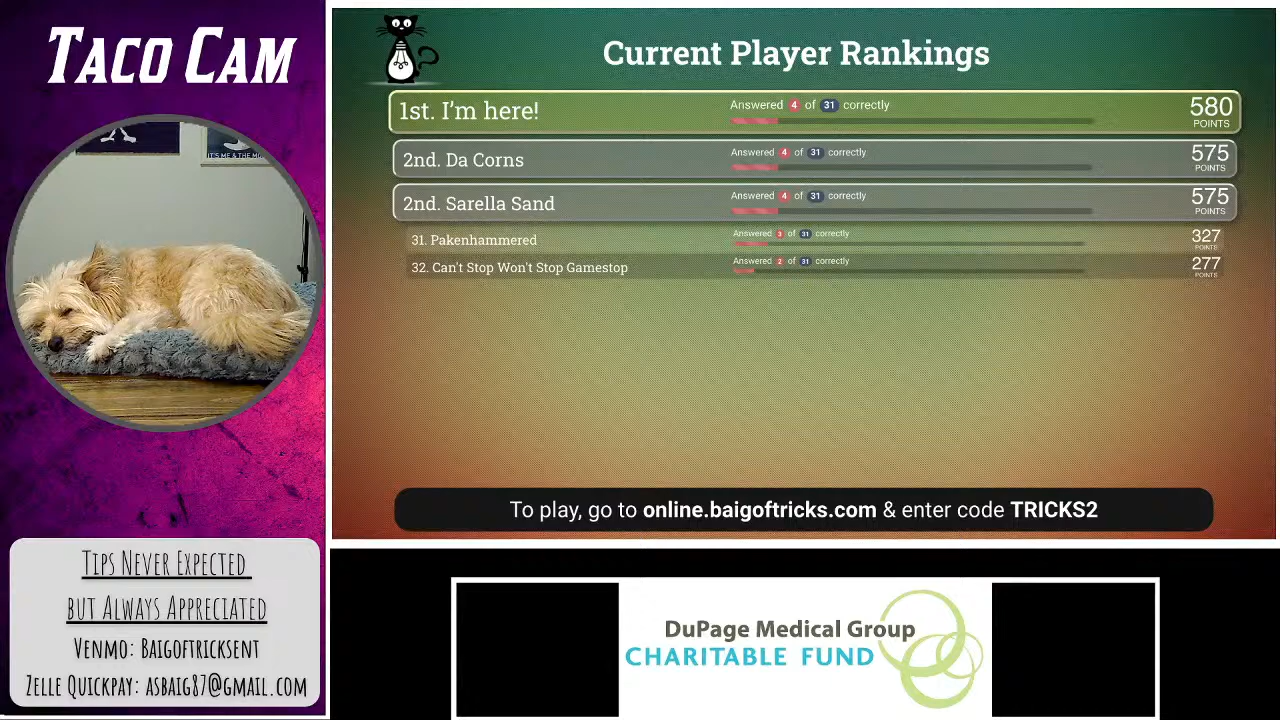 TACO CAM
IT'S ME & THE
TIPS NEVER EXPECTED
BUT ALWAYS APPRECIATED
VENMO: BAIGOFTRICKSENT
ZELLE QUICKPAY: ASBAIG87@GMAIL.COM
Current Player Rankings
1st. I'm here! Answered 4 of 31 correctly 580 POINTS
2nd. Da Corns Answered 4 of 31 correctly 575 POINTS
2nd. Sarella Sand Answered 4 of 31 correctly 575 POINTS
31. Pakenhammered Answered 3 of 31 correctly 327 POINTS
32. Can't Stop Won't Stop Gamestop Answered 2 of 31 correctly 277 POINTS
To play, go to online.baigoftricks.com & enter code TRICKS2
DuPage Medical Group
CHARITABLE FUND